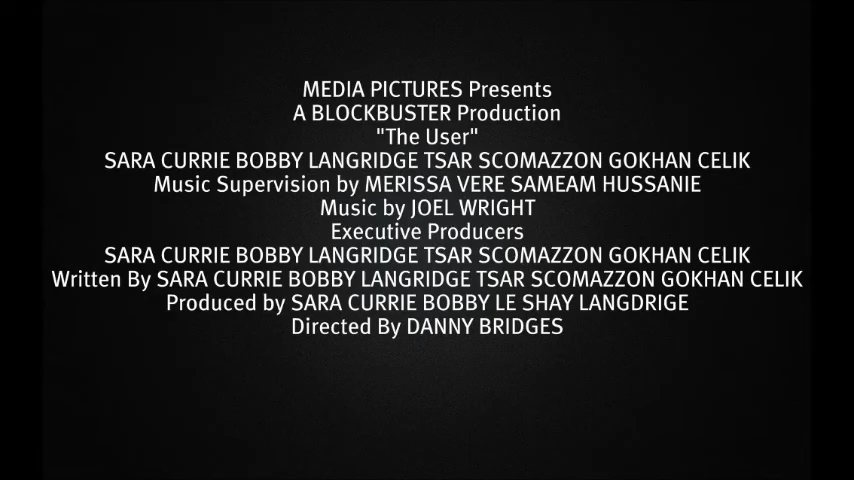 MEDIA PICTURES Presents
A BLOCKBUSTER Production
"The User"
SARA CURRIE BOBBY LANGRIDGE TSAR SCOMAZZON GOKHAN CELIK
Music Supervision by MERISSA VERE SAMEAM HUSSANIE
Music by JOEL WRIGHT
Executive Producers
SARA CURRIE BOBBY LANGRIDGE TSAR SCOMAZZON GOKHAN CELIK
Written By SARA CURRIE BOBBY LANGRIDGE TSAR SCOMAZZON GOKHAN CELIK
Produced by SARA CURRIE BOBBY LE SHAY LANGDRIGE
Directed By DANNY BRIDGES